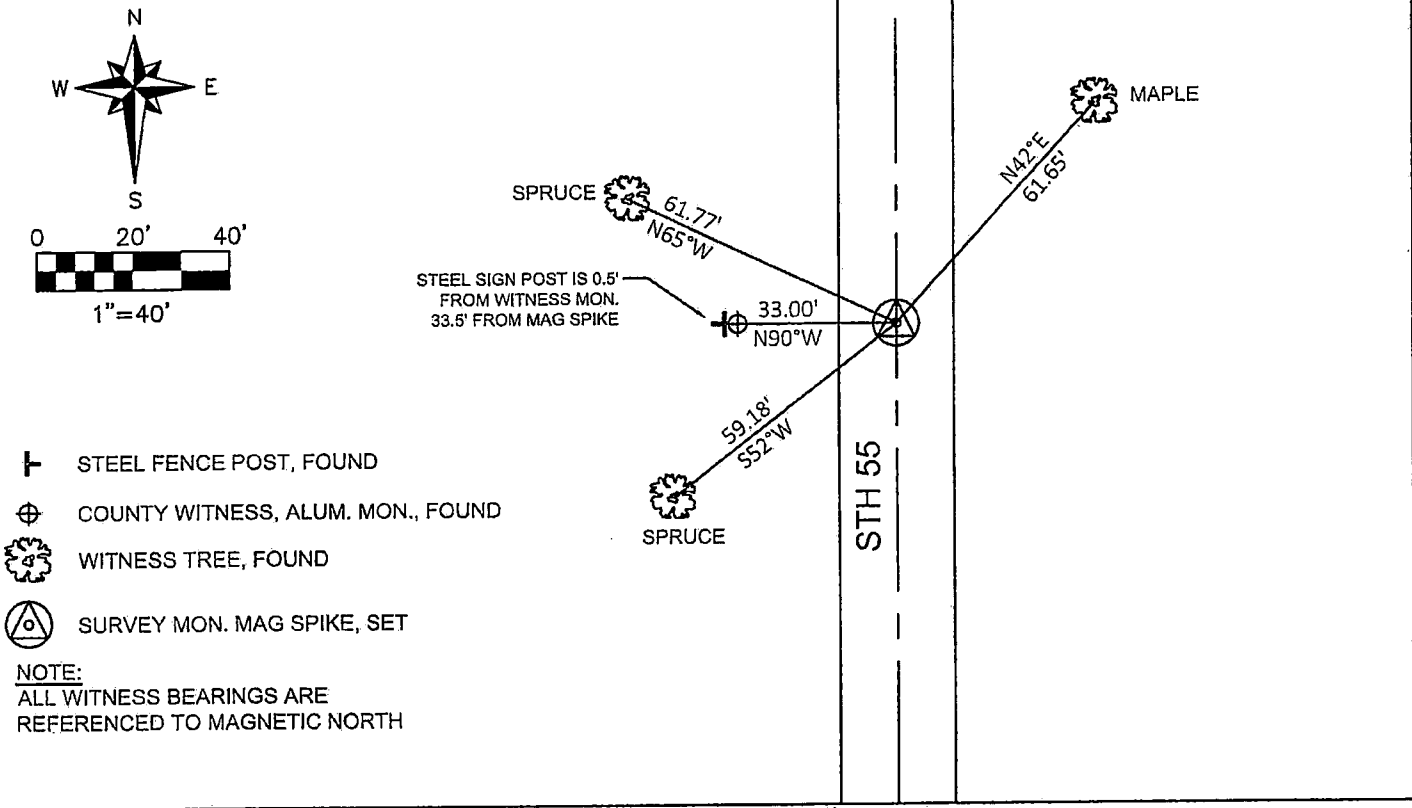 N
W
E
S
0 20' 40'
1"=40'
MAPLE
N42°E
61.65'
SPRUCE
61.77'
N65°W
STEEL SIGN POST IS 0.5'
FROM WITNESS MON.
33.5' FROM MAG SPIKE
33.00'
N90°W
59.18'
S52°W
SPRUCE
STH 55
STEEL FENCE POST, FOUND
COUNTY WITNESS, ALUM. MON., FOUND
WITNESS TREE, FOUND
SURVEY MON. MAG SPIKE, SET
NOTE:
ALL WITNESS BEARINGS ARE
REFERENCED TO MAGNETIC NORTH